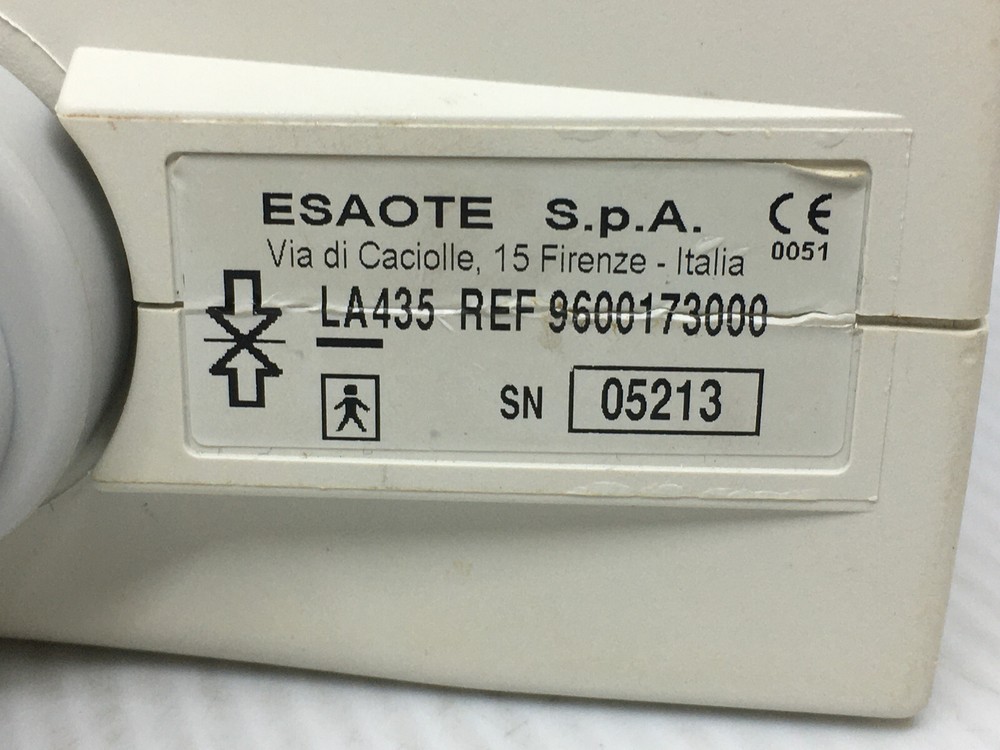 ESAOTE S.p.A. CE
Via di Caciolle, 15 Firenze - Italia 0051
LA435 REF 9600173000
SN 05213